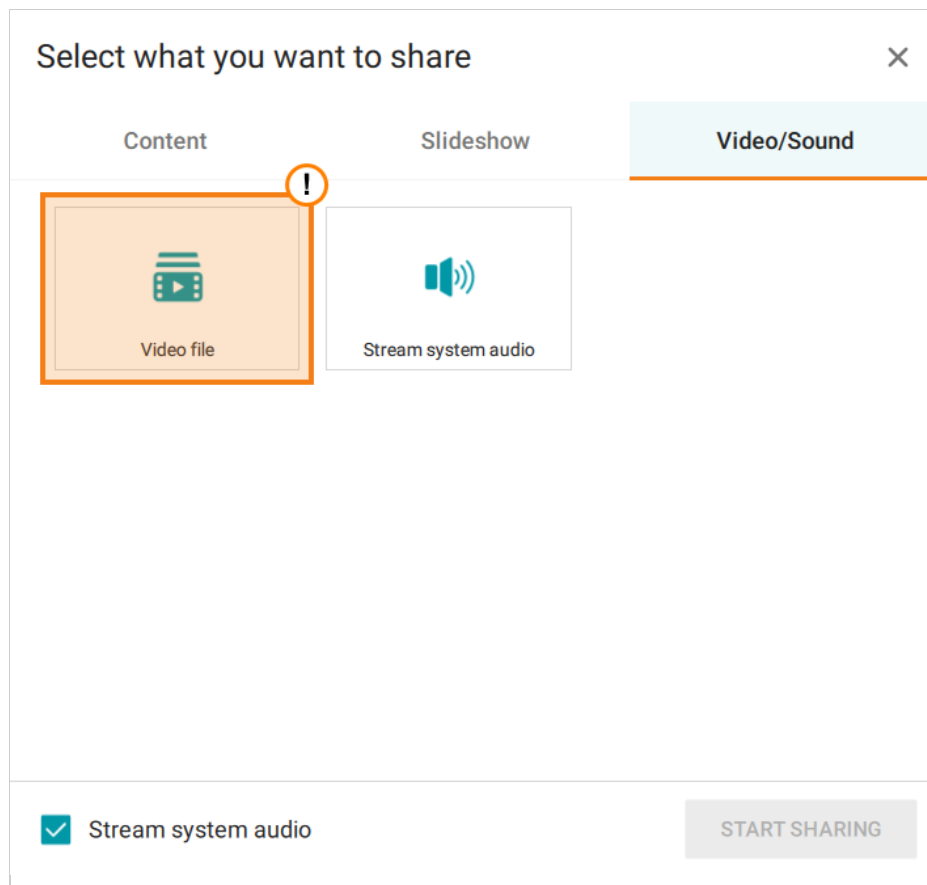 Select what you want to share
Content Slideshow Video/Sound
!
Video file Stream system audio
Stream system audio START SHARING